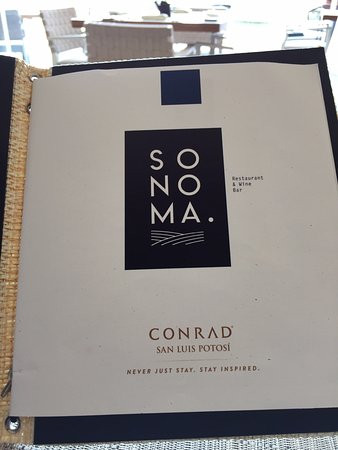 SO
NO
MA.
Restaurant
& Wine
Bar
CONRAD®
SAN LUIS POTOSÍ
NEVER JUST STAY. STAY INSPIRED.